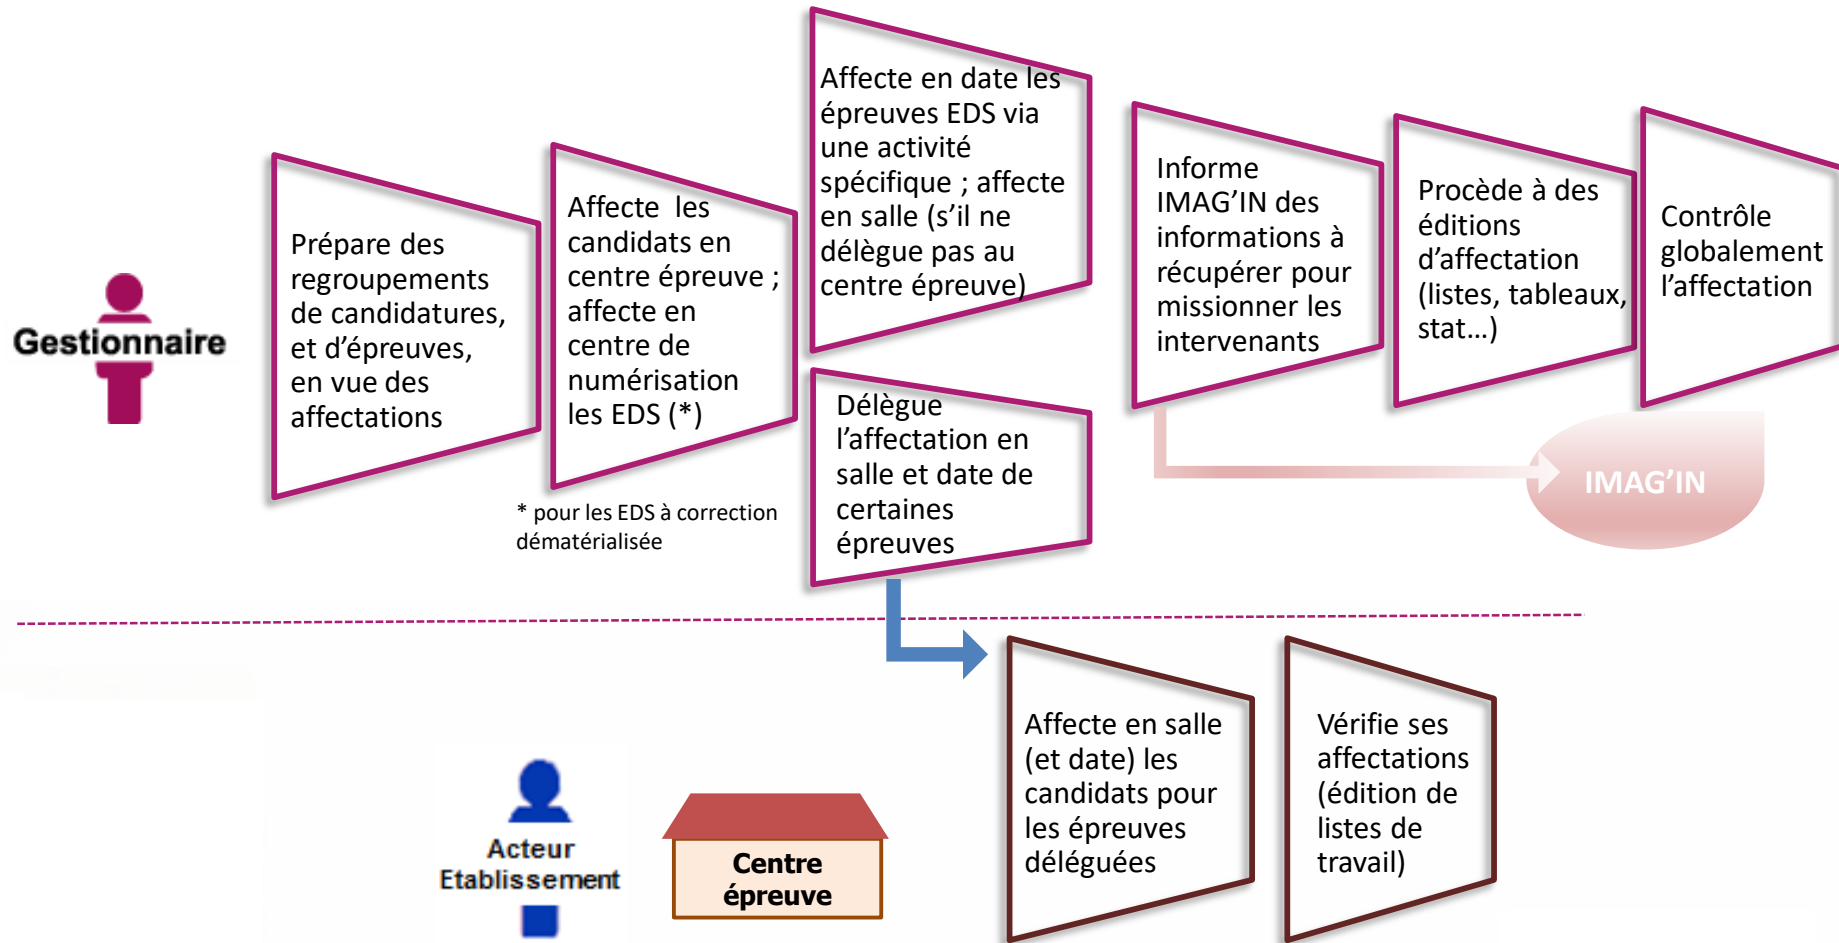 Gestionnaire
Prépare des
regroupements
de candidatures,
et d’épreuves,
en vue des
affectations
Affecte  les
candidats en
centre épreuve ;
affecte en
centre de
numérisation
les EDS (*)
* pour les EDS à correction
dématérialisée
Affecte en date les
épreuves EDS via
une activité
spécifique ; affecte
en salle (s’il ne
délègue pas au
centre épreuve)
Délègue
l’affectation en
salle et date de
certaines
épreuves
Informe
IMAG’IN des
informations à
récupérer pour
missionner les
intervenants
Procède à des
éditions
d’affectation
(listes, tableaux,
stat…)
Contrôle
globalement
l’affectation
IMAG’IN
Acteur
Etablissement
Centre
épreuve
Affecte en salle
(et date) les
candidats pour
les épreuves
déléguées
Vérifie ses
affectations
(édition de
listes de
travail)